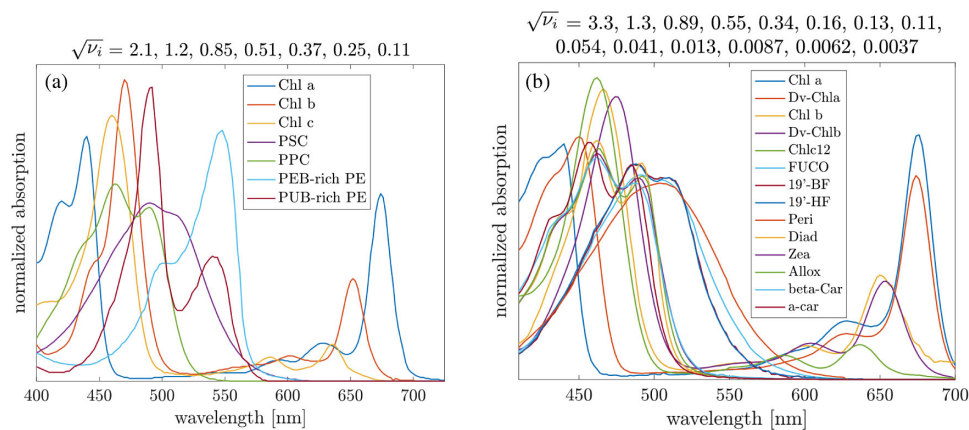 √νᵢ = 2.1, 1.2, 0.85, 0.51, 0.37, 0.25, 0.11
(a)
Chl a
Chl b
Chl c
PSC
PPC
PEB-rich PE
PUB-rich PE
normalized absorption
400 450 500 550 600 650 700
wavelength [nm]
√νᵢ = 3.3, 1.3, 0.89, 0.55, 0.34, 0.16, 0.13, 0.11,
0.054, 0.041, 0.013, 0.0087, 0.0062, 0.0037
(b)
Chl a
Dv-Chla
Chl b
Dv-Chlb
Chlc12
FUCO
19'-BF
19'-HF
Peri
Diad
Zea
Allox
beta-Car
a-car
normalized absorption
450 500 550 600 650 700
wavelength [nm]